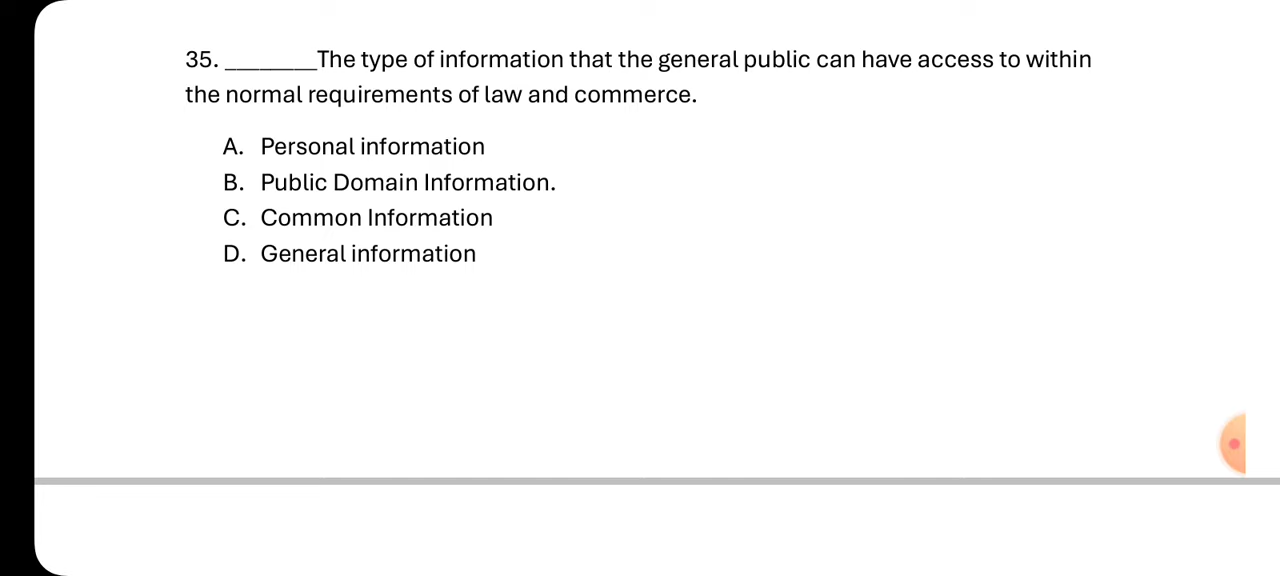 35. ________The type of information that the general public can have access to within
the normal requirements of law and commerce.
A. Personal information
B. Public Domain Information.
C. Common Information
D. General information